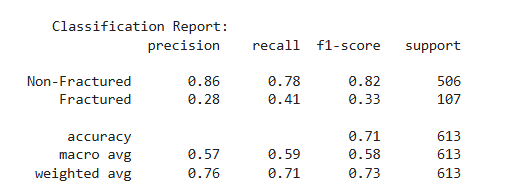 Classification Report:
precision recall f1-score support
Non-Fractured 0.86 0.78 0.82 506
Fractured 0.28 0.41 0.33 107
accuracy 0.71 613
macro avg 0.57 0.59 0.58 613
weighted avg 0.76 0.71 0.73 613